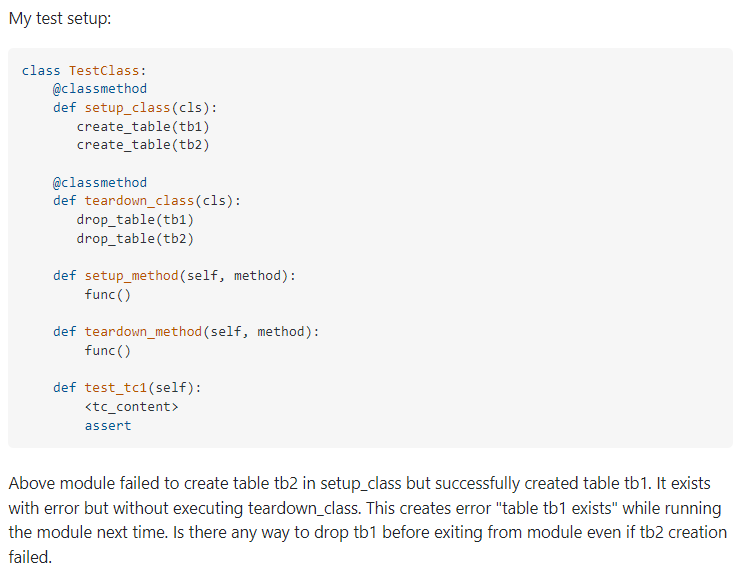 My test setup:
class TestClass:
    @classmethod
    def setup_class(cls):
       create_table(tb1)
       create_table(tb2)

    @classmethod
    def teardown_class(cls):
       drop_table(tb1)
       drop_table(tb2)

    def setup_method(self, method):
        func()

    def teardown_method(self, method):
        func()

    def test_tc1(self):
        <tc_content>
        assert
Above module failed to create table tb2 in setup_class but successfully created table tb1. It exists
with error but without executing teardown_class. This creates error "table tb1 exists" while running
the module next time. Is there any way to drop tb1 before exiting from module even if tb2 creation
failed.